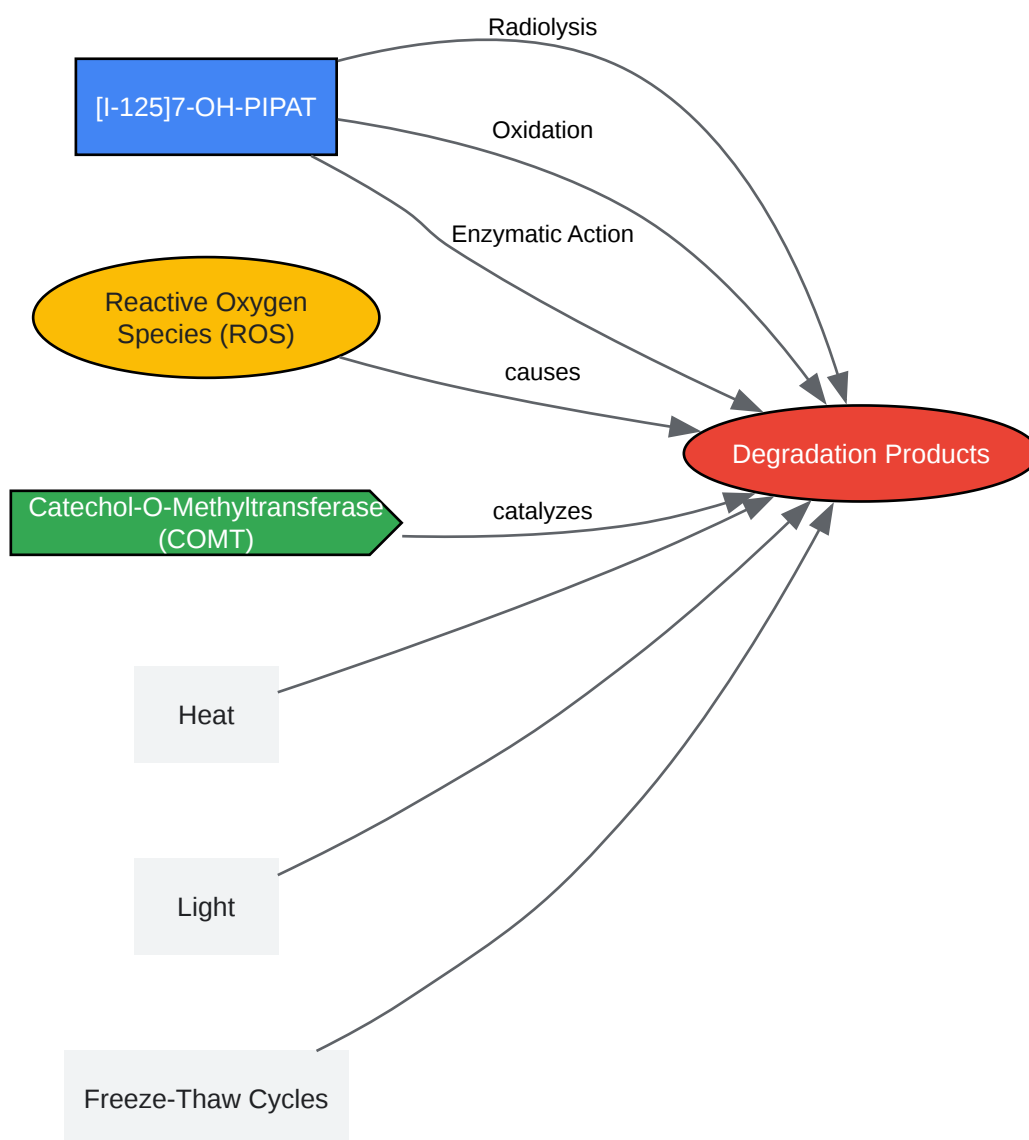 Radiolysis
[I-125]7-OH-PIPAT
Oxidation
Enzymatic Action
Reactive Oxygen
Species (ROS)
causes
Degradation Products
Catechol-O-Methyltransferase
(COMT)
catalyzes
Heat
Light
Freeze-Thaw Cycles